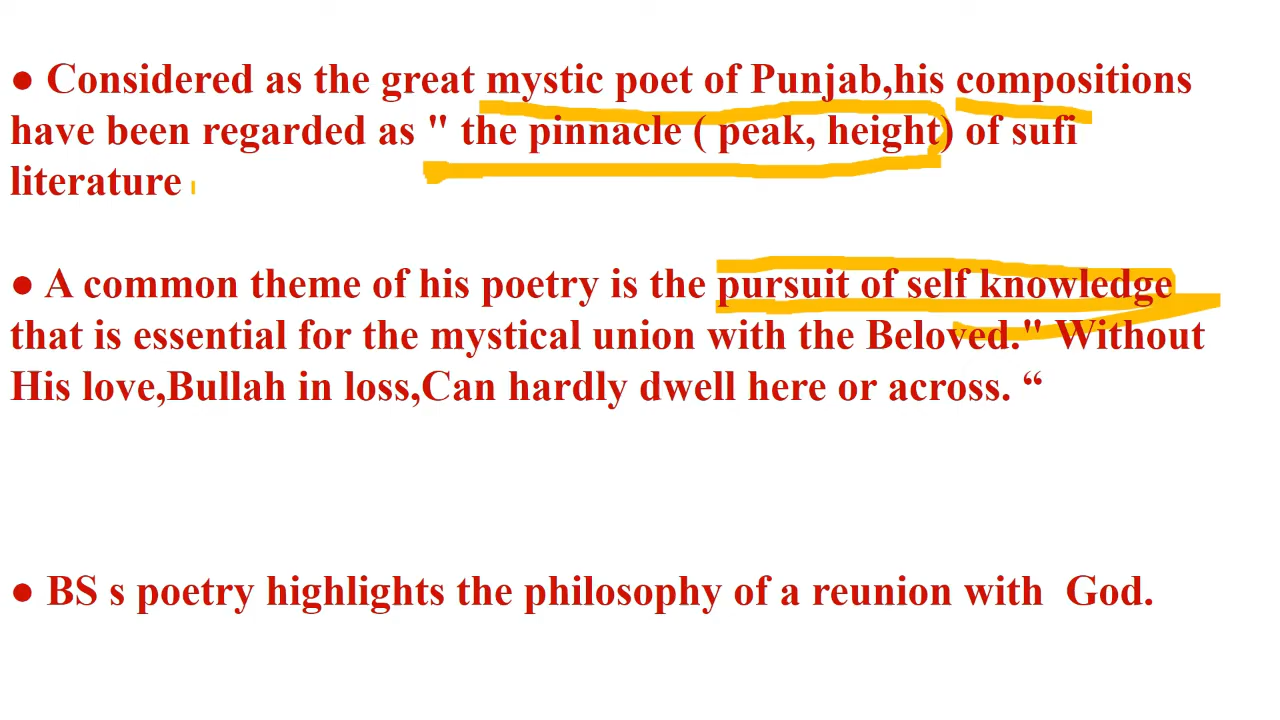 ● Considered as the great mystic poet of Punjab,his compositions
have been regarded as " the pinnacle ( peak, height) of sufi
literature
● A common theme of his poetry is the pursuit of self knowledge
that is essential for the mystical union with the Beloved." Without
His love,Bullah in loss,Can hardly dwell here or across. “
● BS s poetry highlights the philosophy of a reunion with  God.